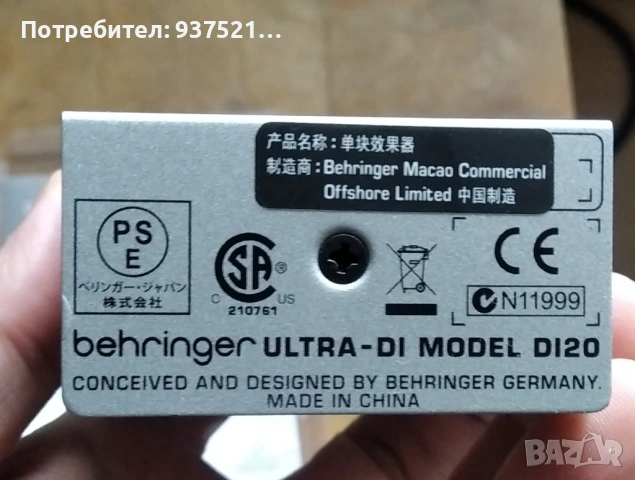 Потребител: 937521...
产品名称：单块效果器
制造商：Behringer Macao Commercial
Offshore Limited 中国制造
PS
E
ベリンガー・ジャパン
株式会社
CSA
®
C US
210761
CE
N11999
behringer ULTRA-DI MODEL DI20
CONCEIVED AND DESIGNED BY BEHRINGER GERMANY.
MADE IN CHINA
BAZAR